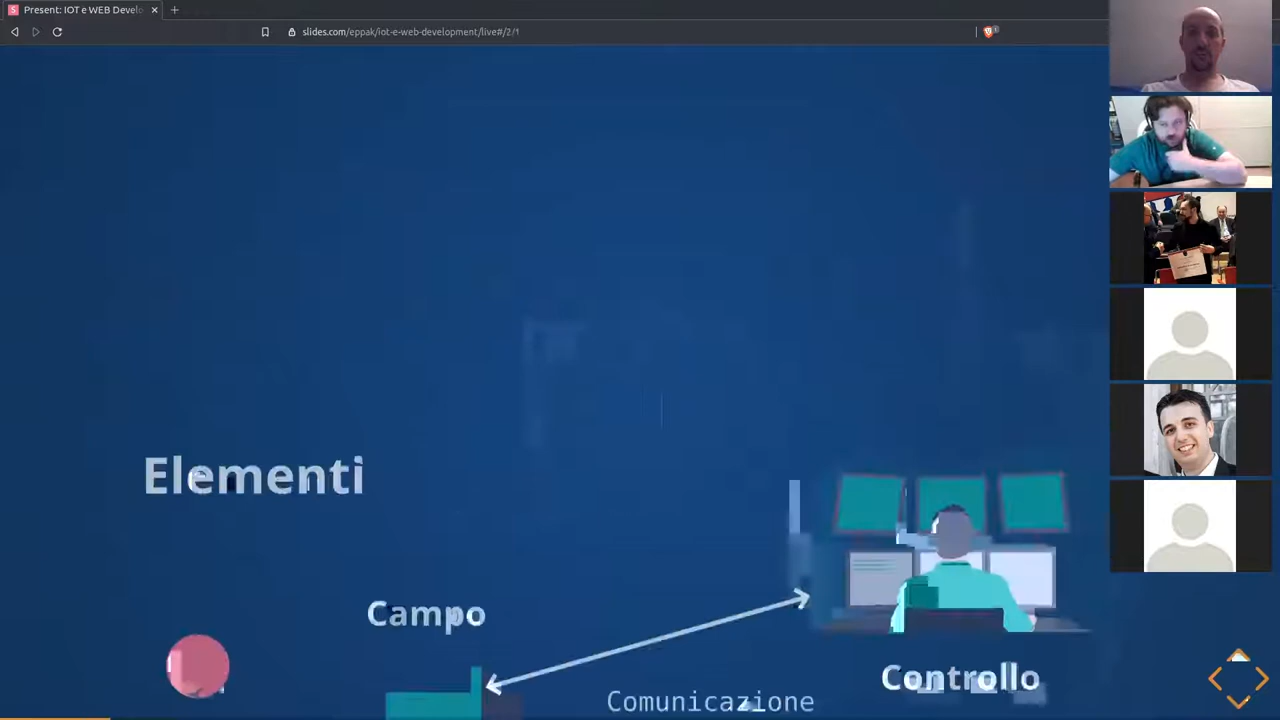 Present: IOT e WEB Develo
slides.com/eppak/iot-e-web-development/live#/2/1
Elementi
Campo
Controllo
Comunicazione